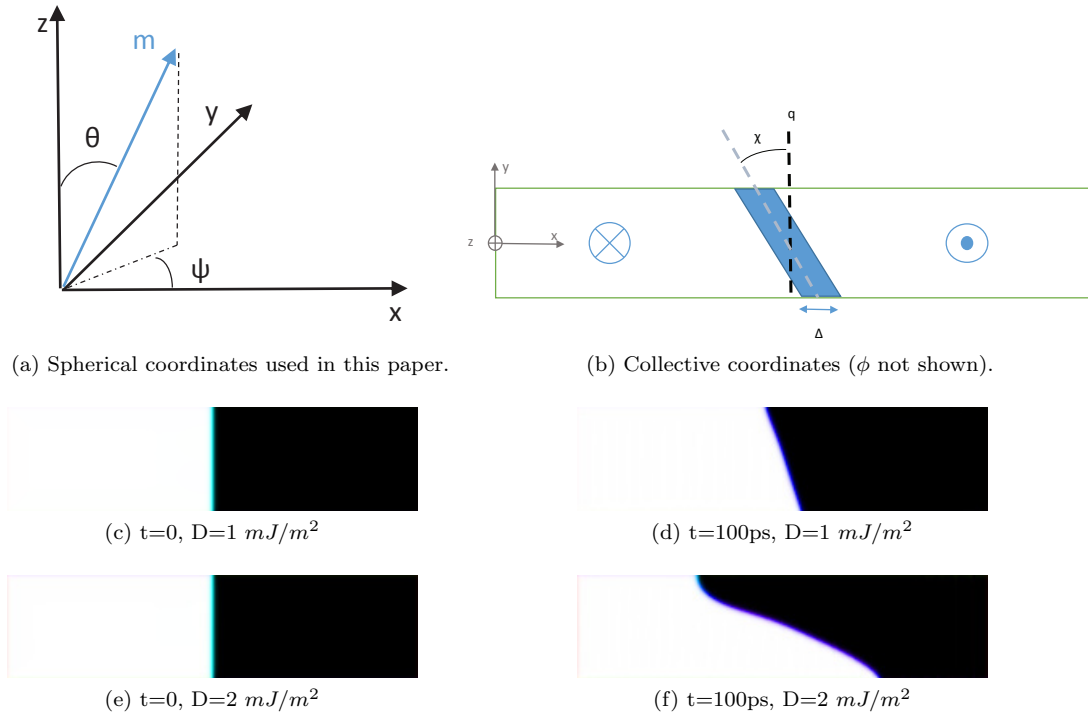 z
m
y
θ
ψ
x
q
χ
y
z
x
Δ
(a) Spherical coordinates used in this paper.
(b) Collective coordinates (ϕ not shown).
(c) t=0, D=1 mJ/m²
(d) t=100ps, D=1 mJ/m²
(e) t=0, D=2 mJ/m²
(f) t=100ps, D=2 mJ/m²